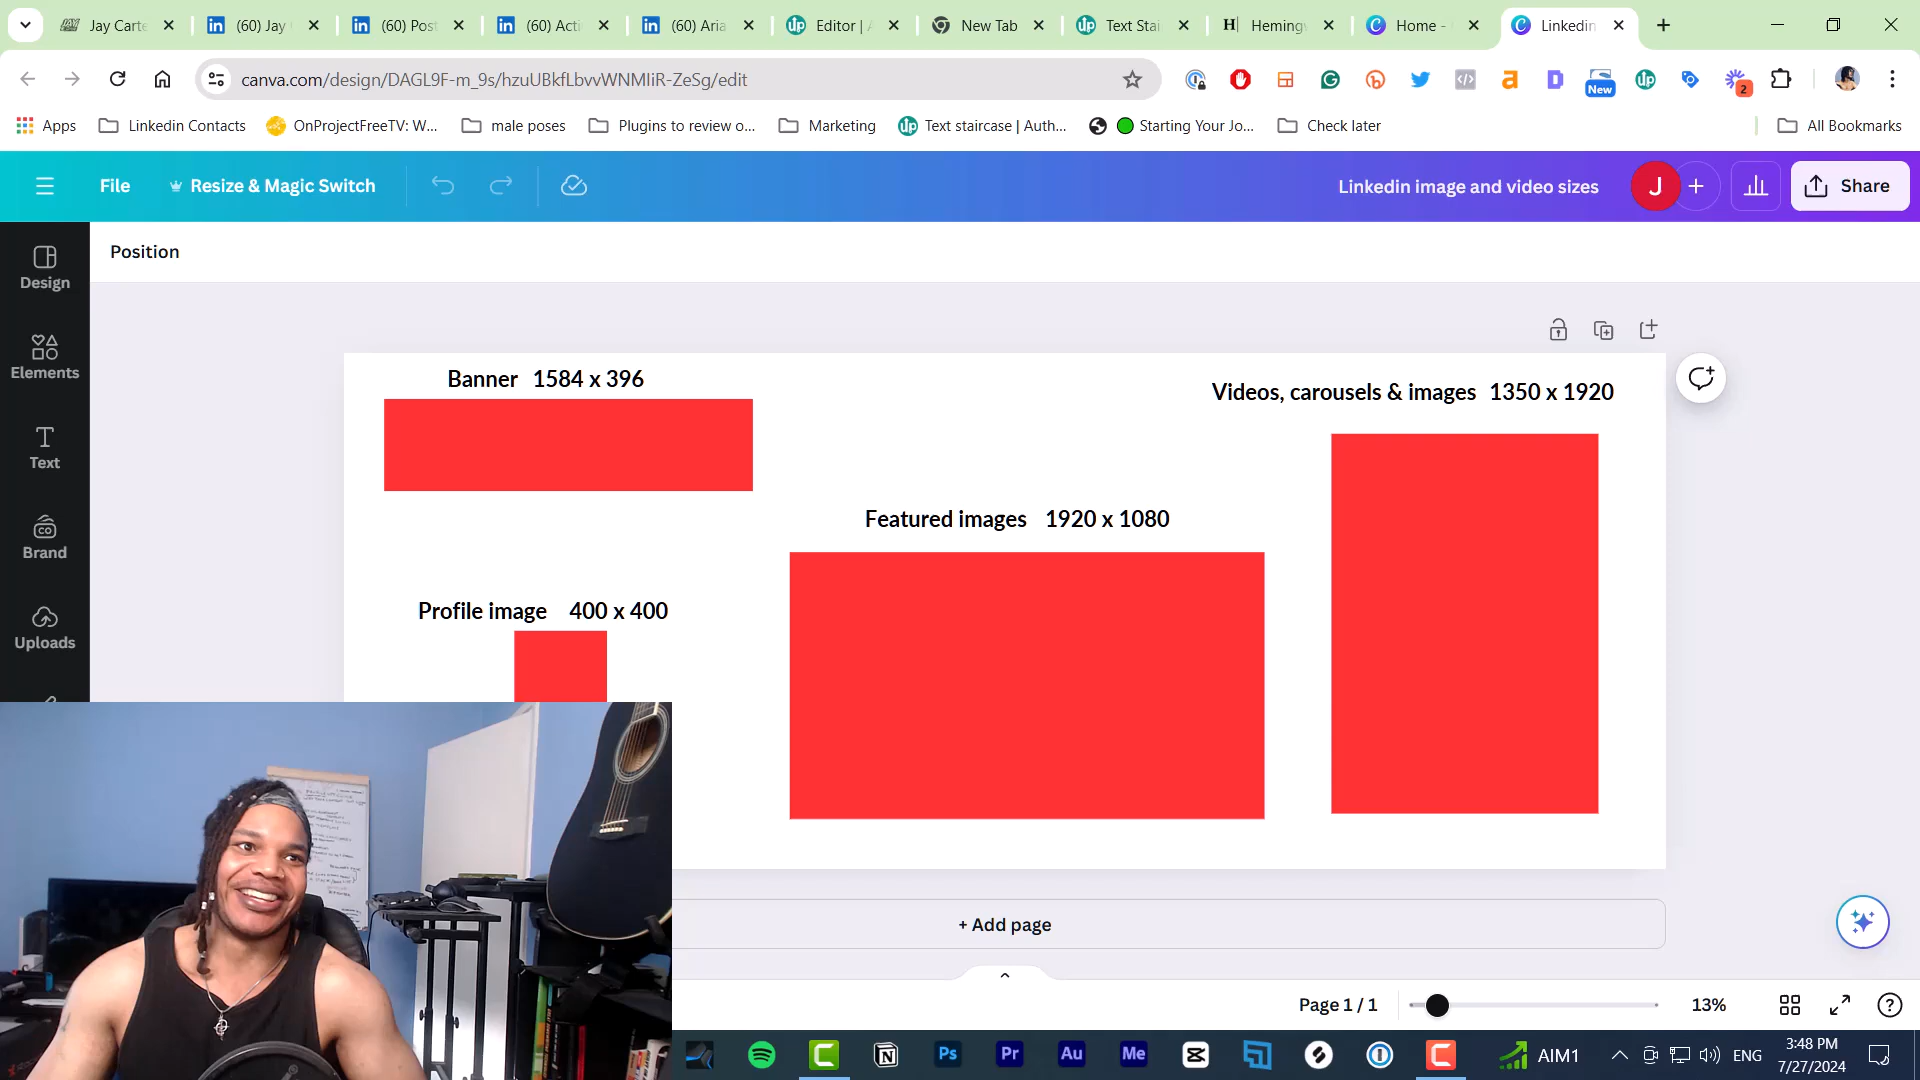 Jay Carte
(60) Jay
(60) Post
(60) Acti
(60) Aria
Editor | A
New Tab
Text Stai
Hemingw
Home -
Linkedin
canva.com/design/DAGL9F-m_9s/hzuUBkfLbvvWNMIiR-ZeSg/edit
New
2
Apps
Linkedin Contacts
OnProjectFreeTV: W...
male poses
Plugins to review o...
Marketing
Text staircase | Auth...
Starting Your Jo...
Check later
All Bookmarks
File
Resize & Magic Switch
Linkedin image and video sizes
J
Share
Design
Elements
Text
Brand
Uploads
Position
Banner 1584 x 396
Videos, carousels & images 1350 x 1920
Featured images 1920 x 1080
Profile image 400 x 400
+ Add page
Page 1 / 1
13%
Ps
Pr
Au
Me
AIM1
ENG
3:48 PM
7/27/2024